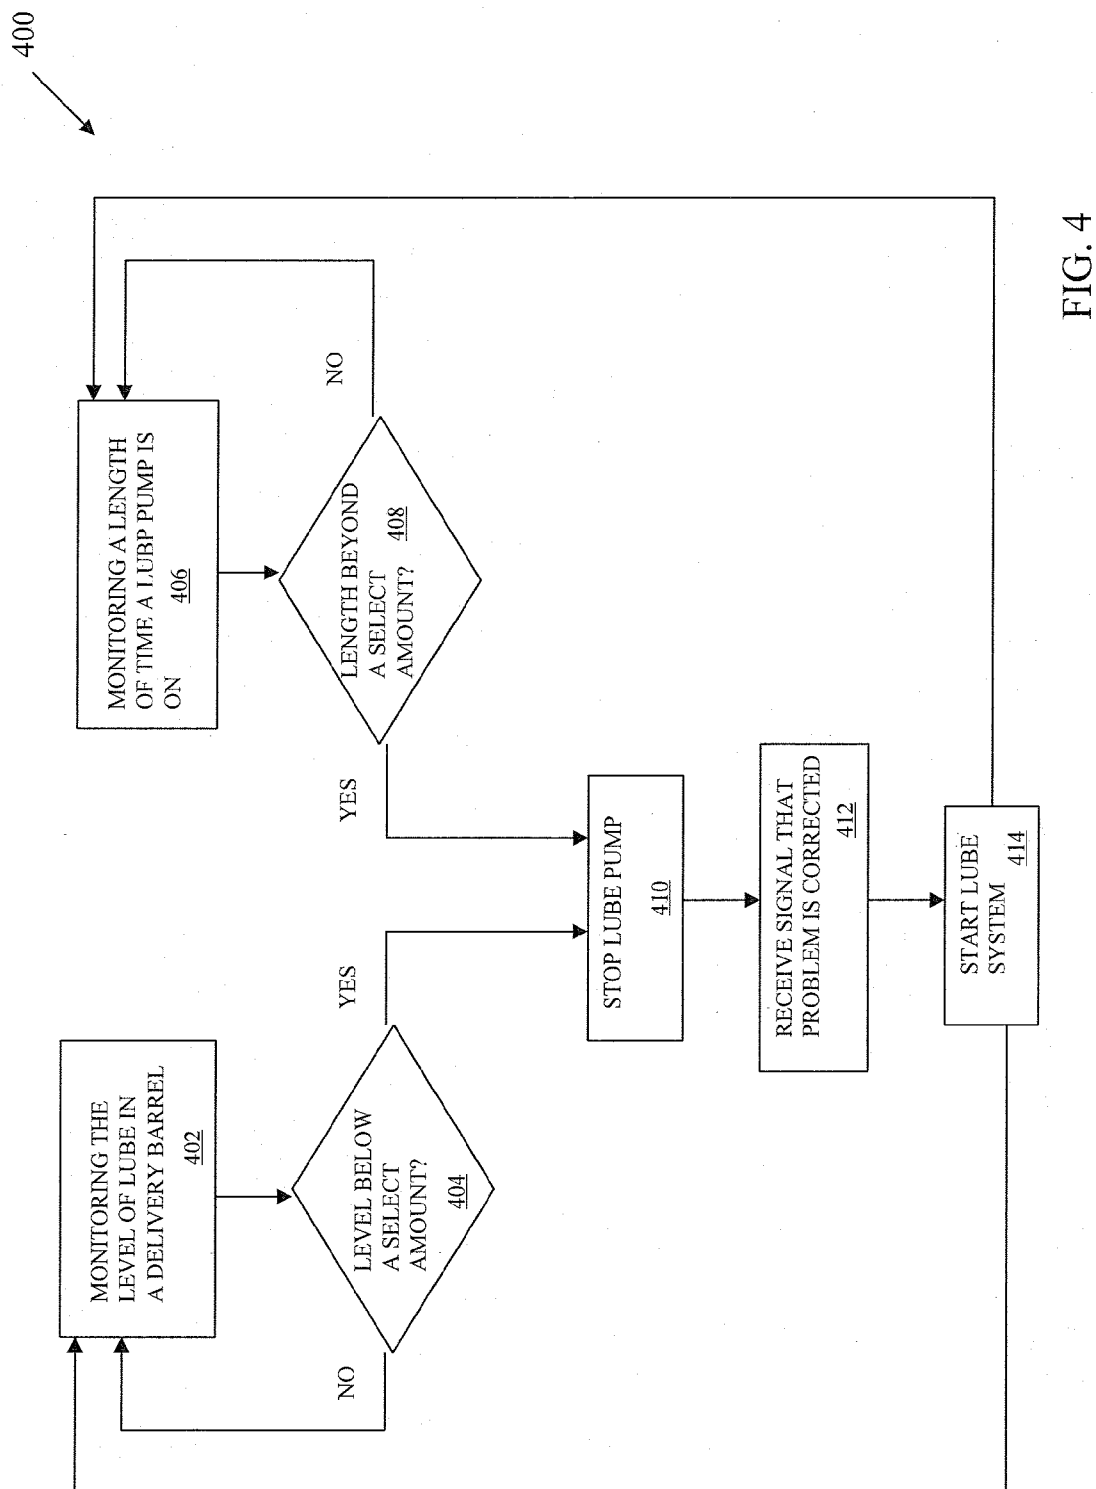 400
MONITORING THE
LEVEL OF LUBE IN
A DELIVERY BARREL
402
MONITORING A LENGTH
OF TIME A LUBP PUMP IS
ON
406
LEVEL BELOW
A SELECT
AMOUNT?
404
NO
YES
LENGTH BEYOND
A SELECT
AMOUNT?
408
YES
NO
STOP LUBE PUMP
410
RECEIVE SIGNAL THAT
PROBLEM IS CORRECTED
412
START LUBE
SYSTEM
414
FIG. 4